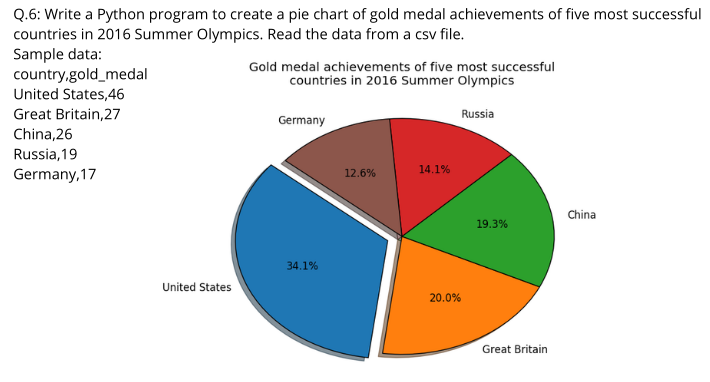 Q.6: Write a Python program to create a pie chart of gold medal achievements of five most successful
countries in 2016 Summer Olympics. Read the data from a csv file.
Sample data:
country,gold_medal
United States,46
Great Britain,27
China,26
Russia,19
Germany,17
Gold medal achievements of five most successful
countries in 2016 Summer Olympics
Germany
Russia
12.6%
14.1%
China
19.3%
34.1%
United States
20.0%
Great Britain